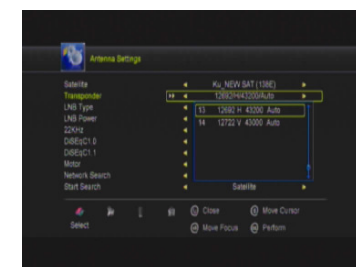 Antenna Settings
Satellite Ku_NEW SAT (138E)
Transponder 12692/H/43200/Auto
LNB Type 13 12692 H 43200 Auto
LNB Power 14 12722 V 43000 Auto
22KHz
DiSEqC1.0
DiSEqC1.1
Motor
Network Search
Start Search Satellite
Close Move Cursor
Select Move Focus Perform